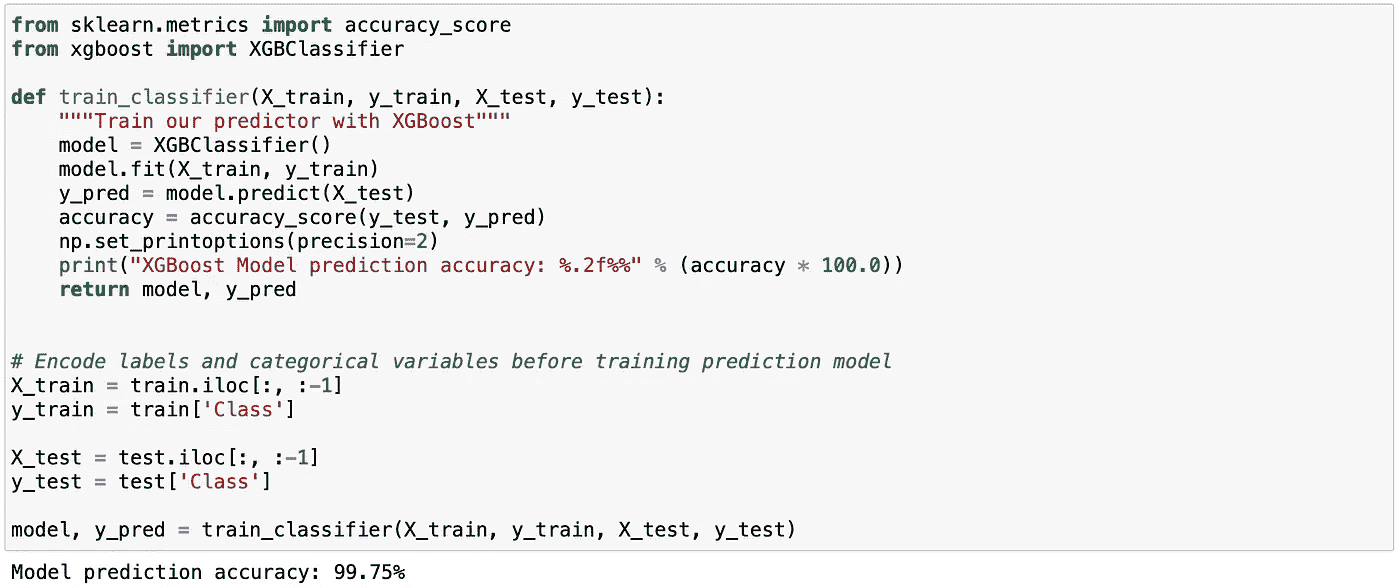 from sklearn.metrics import accuracy_score
from xgboost import XGBClassifier
def train_classifier(X_train, y_train, X_test, y_test):
"""Train our predictor with XGBoost"""
model = XGBClassifier()
model.fit(X_train, y_train)
y_pred = model.predict(X_test)
accuracy = accuracy_score(y_test, y_pred)
np.set_printoptions(precision=2)
print("XGBoost Model prediction accuracy: %.2f%%" % (accuracy * 100.0))
return model, y_pred
# Encode labels and categorical variables before training prediction model
X_train = train.iloc[:, :-1]
y_train = train['Class']
X_test = test.iloc[:, :-1]
y_test = test['Class']
model, y_pred = train_classifier(X_train, y_train, X_test, y_test)
Model prediction accuracy: 99.75%